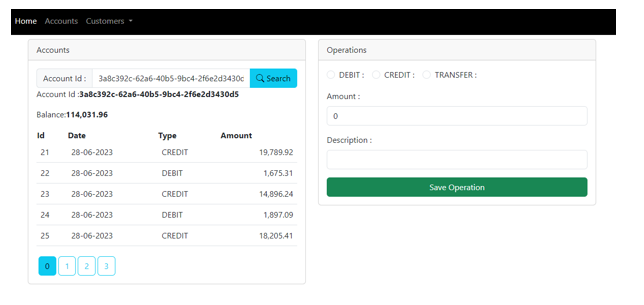 Home Accounts Customers
Accounts
Account Id : 3a8c392c-62a6-40b5-9bc4-2f6e2d3430c Search
Account Id :3a8c392c-62a6-40b5-9bc4-2f6e2d3430d5
Balance:114,031.96
Id Date Type Amount
21 28-06-2023 CREDIT 19,789.92
22 28-06-2023 DEBIT 1,675.31
23 28-06-2023 CREDIT 14,896.24
24 28-06-2023 DEBIT 1,897.09
25 28-06-2023 CREDIT 18,205.41
0 1 2 3
Operations
DEBIT : CREDIT : TRANSFER :
Amount :
0
Description :
Save Operation